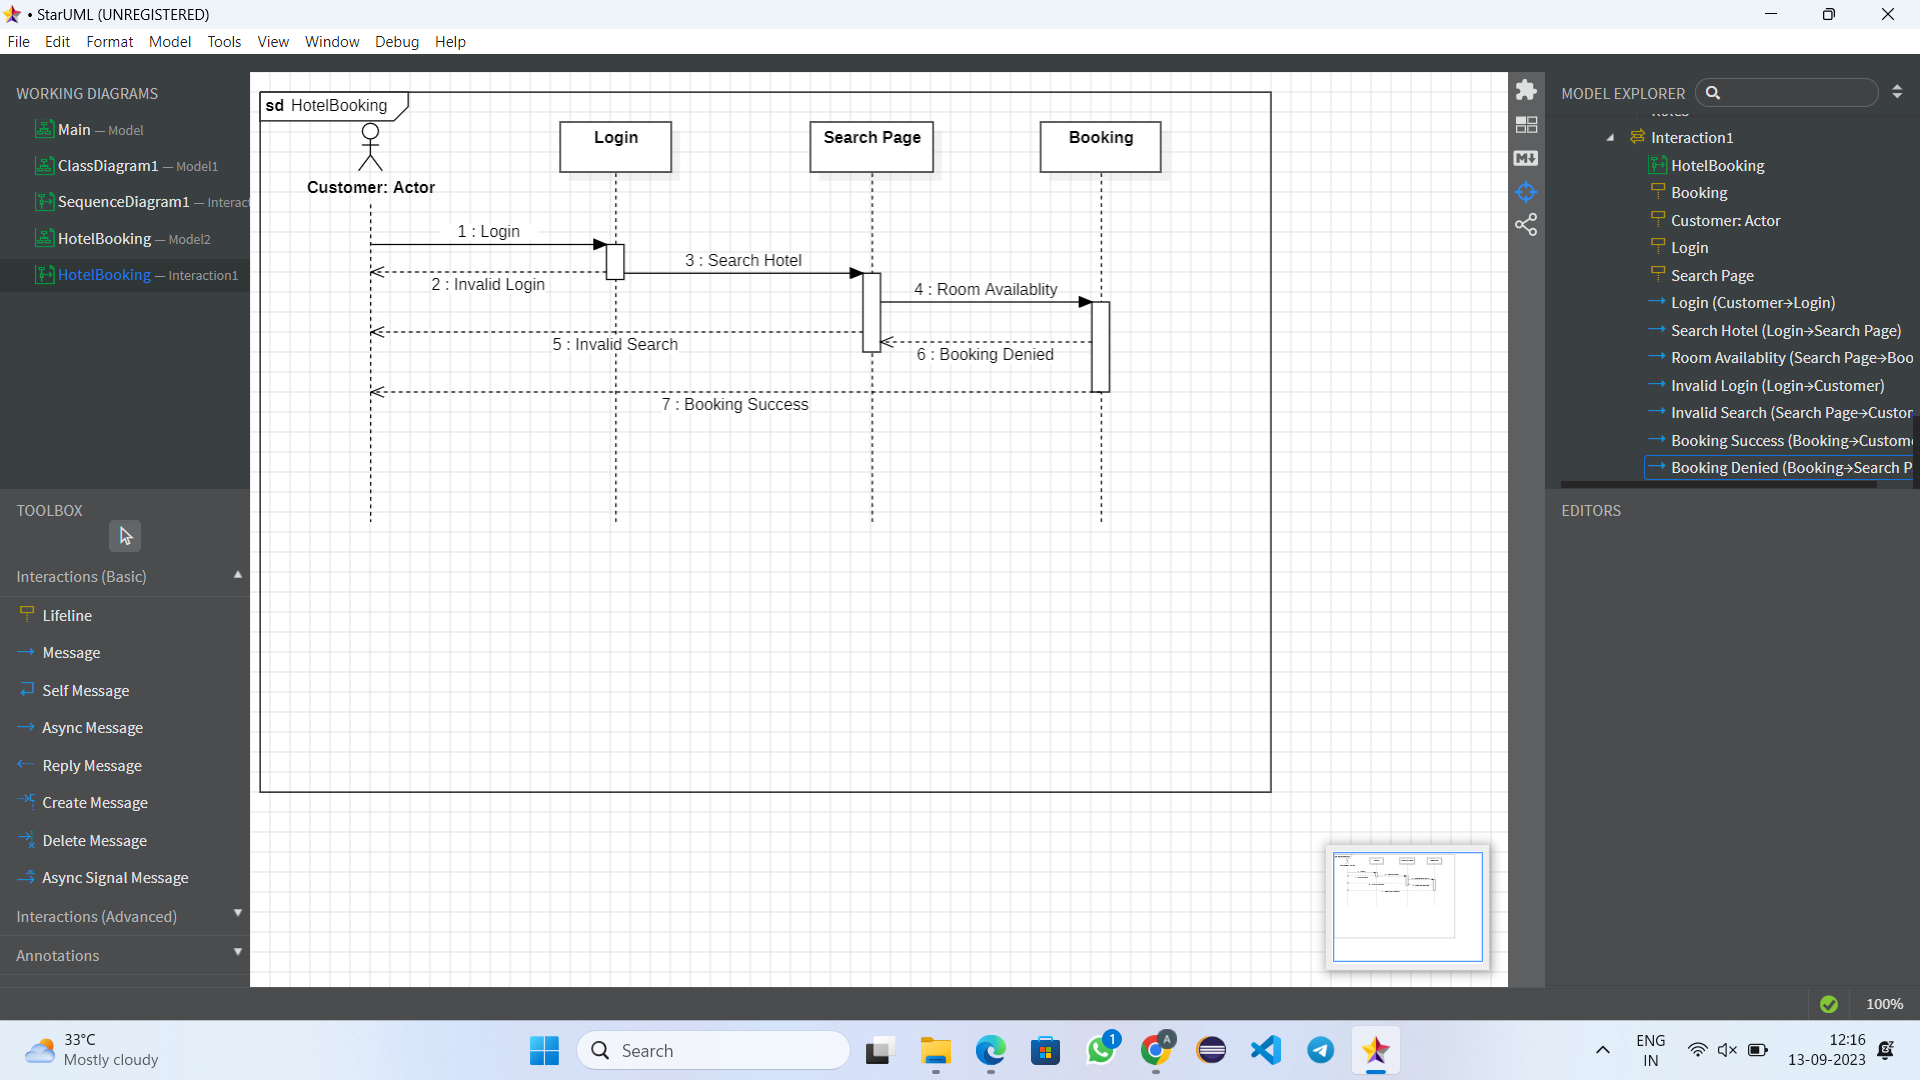 • StarUML (UNREGISTERED)
File Edit Format Model Tools View Window Debug Help
WORKING DIAGRAMS
Main — Model
ClassDiagram1 — Model1
SequenceDiagram1 — Interact
HotelBooking — Model2
HotelBooking — Interaction1
TOOLBOX
Interactions (Basic)
Lifeline
Message
Self Message
Async Message
Reply Message
Create Message
Delete Message
Async Signal Message
Interactions (Advanced)
Annotations
sd HotelBooking
Customer: Actor
Login
Search Page
Booking
1 : Login
3 : Search Hotel
2 : Invalid Login
4 : Room Availablity
5 : Invalid Search
6 : Booking Denied
7 : Booking Success
MODEL EXPLORER
Interaction1
HotelBooking
Booking
Customer: Actor
Login
Search Page
Login (Customer→Login)
Search Hotel (Login→Search Page)
Room Availablity (Search Page→Boo
Invalid Login (Login→Customer)
Invalid Search (Search Page→Custor
Booking Success (Booking→Custome
Booking Denied (Booking→Search P
EDITORS
100%
33°C
Mostly cloudy
Search
1
A
ENG
IN
12:16
13-09-2023